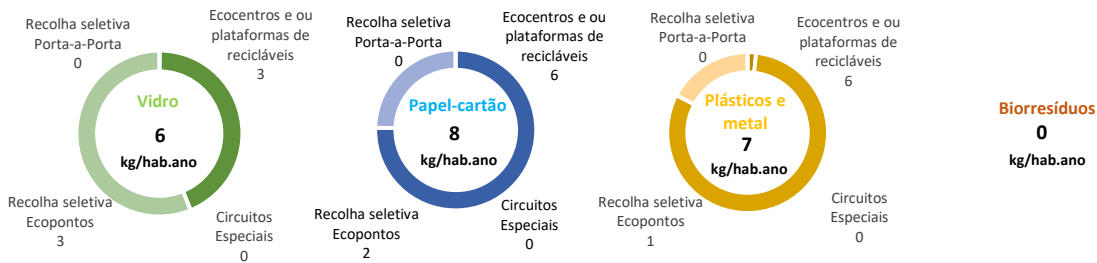 Recolha seletiva
Porta-a-Porta
0
Ecocentros e ou
plataformas de
recicláveis
3
Vidro
6
kg/hab.ano
Recolha seletiva
Ecopontos
3
Circuitos
Especiais
0
Recolha seletiva
Porta-a-Porta
0
Ecocentros e ou
plataformas de
recicláveis
6
Papel-cartão
8
kg/hab.ano
Recolha seletiva
Ecopontos
2
Circuitos
Especiais
0
Recolha seletiva
Porta-a-Porta
0
Ecocentros e ou
plataformas de
recicláveis
6
Plásticos e
metal
7
kg/hab.ano
Recolha seletiva
Ecopontos
1
Circuitos
Especiais
0
Biorresíduos
0
kg/hab.ano